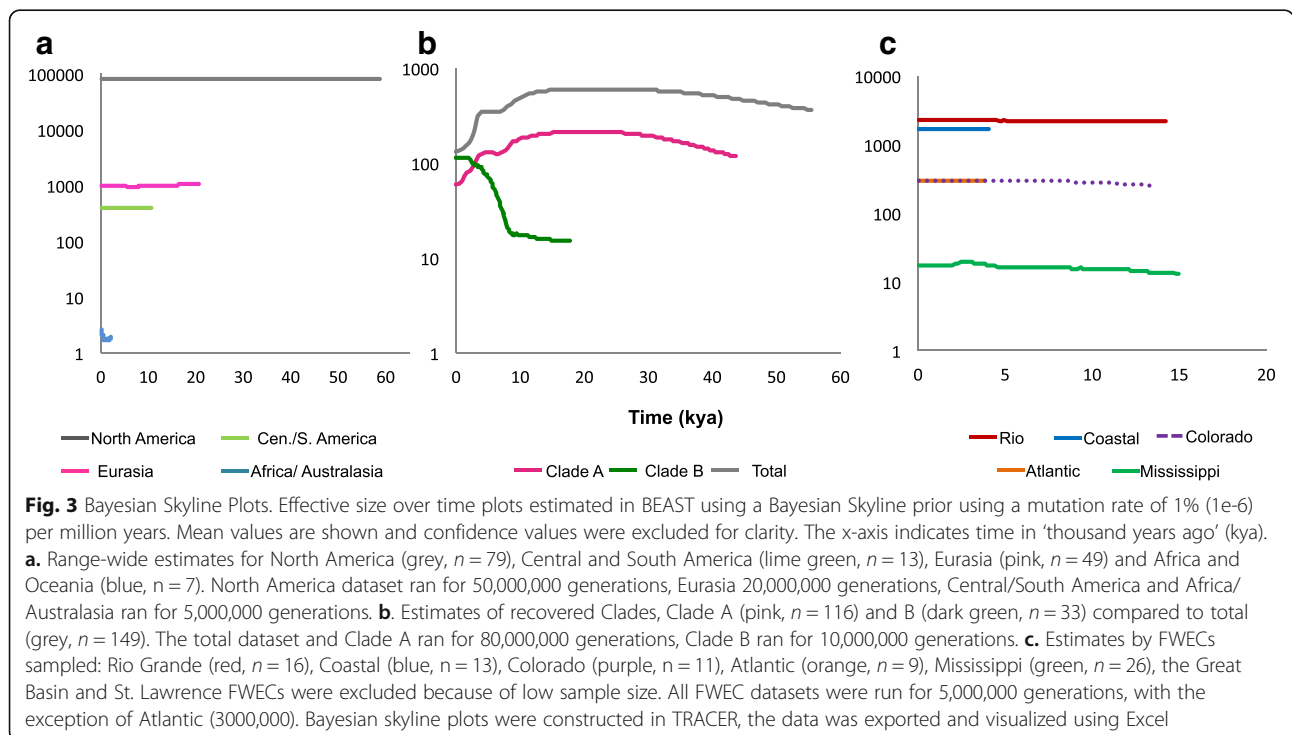 a
100000
10000
1000
100
10
1
0 10 20 30 40 50 60
North America
Cen./S. America
Eurasia
Africa/ Australasia
b
1000
100
10
1
0 10 20 30 40 50 60
Time (kya)
Clade A Clade B Total
c
10000
1000
100
10
1
0 5 10 15 20
Rio Coastal Colorado
Atlantic Mississippi
Fig. 3 Bayesian Skyline Plots. Effective size over time plots estimated in BEAST using a Bayesian Skyline prior using a mutation rate of 1% (1e-6)
per million years. Mean values are shown and confidence values were excluded for clarity. The x-axis indicates time in ‘thousand years ago’ (kya).
a. Range-wide estimates for North America (grey, n = 79), Central and South America (lime green, n = 13), Eurasia (pink, n = 49) and Africa and
Oceania (blue, n = 7). North America dataset ran for 50,000,000 generations, Eurasia 20,000,000 generations, Central/South America and Africa/
Australasia ran for 5,000,000 generations. b. Estimates of recovered Clades, Clade A (pink, n = 116) and B (dark green, n = 33) compared to total
(grey, n = 149). The total dataset and Clade A ran for 80,000,000 generations, Clade B ran for 10,000,000 generations. c. Estimates by FWECs
sampled: Rio Grande (red, n = 16), Coastal (blue, n = 13), Colorado (purple, n = 11), Atlantic (orange, n = 9), Mississippi (green, n = 26), the Great
Basin and St. Lawrence FWECs were excluded because of low sample size. All FWEC datasets were run for 5,000,000 generations, with the
exception of Atlantic (3000,000). Bayesian skyline plots were constructed in TRACER, the data was exported and visualized using Excel